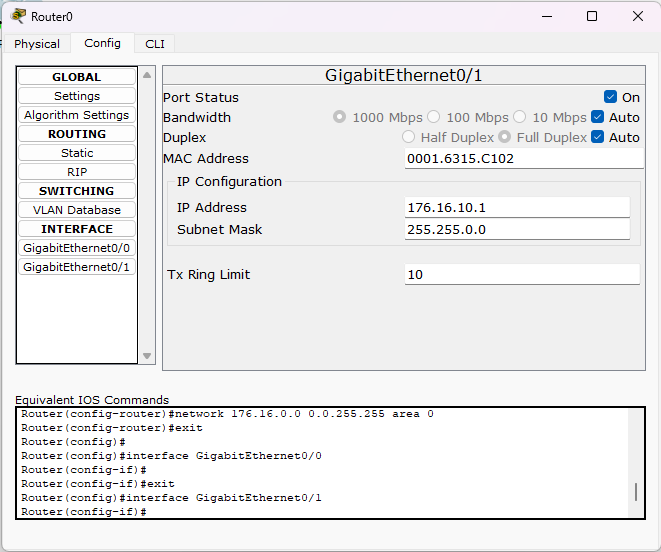 Router0
Physical Config CLI
GLOBAL
Settings
Algorithm Settings
ROUTING
Static
RIP
SWITCHING
VLAN Database
INTERFACE
GigabitEthernet0/0
GigabitEthernet0/1
GigabitEthernet0/1
Port Status On
Bandwidth 1000 Mbps 100 Mbps 10 Mbps Auto
Duplex Half Duplex Full Duplex Auto
MAC Address 0001.6315.C102
IP Configuration
IP Address 176.16.10.1
Subnet Mask 255.255.0.0
Tx Ring Limit 10
Equivalent IOS Commands
Router(config-router)#network 176.16.0.0 0.0.255.255 area 0
Router(config-router)#exit
Router(config)#
Router(config)#interface GigabitEthernet0/0
Router(config-if)#
Router(config-if)#exit
Router(config)#interface GigabitEthernet0/1
Router(config-if)#